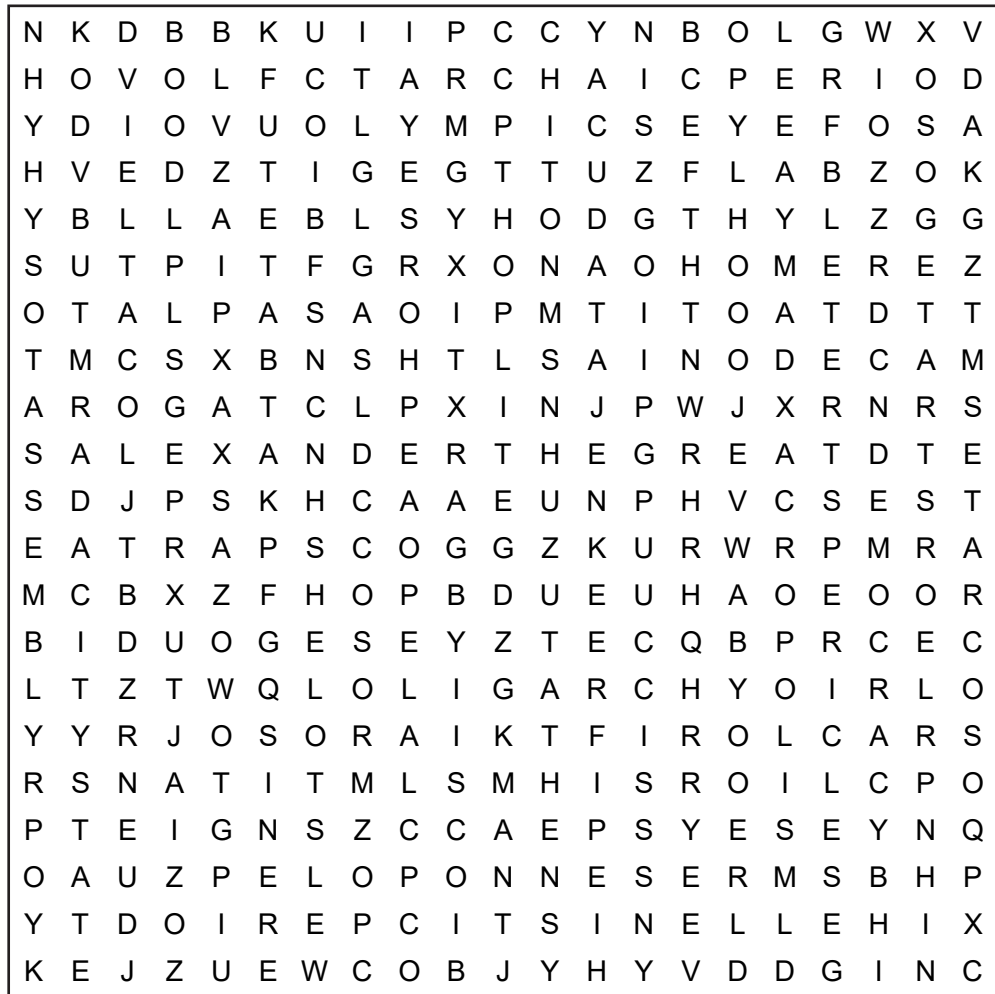 N K D B B K U I I P C C Y N B O L G W X V
H O V O L F C T A R C H A I C P E R I O D
Y D I O V U O L Y M P I C S E Y E F O S A
H V E D Z T I G E G T T U Z F L A B Z O K
Y B L L A E B L S Y H O D G T H Y L Z G G
S U T P I T F G R X O N A O H O M E R E Z
O T A L P A S A O I P M T I T O A T D T T
T M C S X B N S H T L S A I N O D E C A M
A R O G A T C L P X I N J P W J X R N R S
S A L E X A N D E R T H E G R E A T D T E
S D J P S K H C A A E U N P H V C S E S T
E A T R A P S C O G G Z K U R W R P M R A
M C B X Z F H O P B D U E U H A O E O O R
B I D U O G E S E Y Z T E C Q B P R C E C
L T Z T W Q L O L I G A R C H Y O I R L O
Y Y R J O S O R A I K T F I R O L C A R S
R S N A T I T M L S M H I S R O I L C P O
P T E I G N S Z C C A E P S Y E S E Y N Q
O A U Z P E L O P O N N E S E R M S B H P
Y T D O I R E P C I T S I N E L L E H I X
K E J Z U E W C O B J Y H Y V D D G I N C